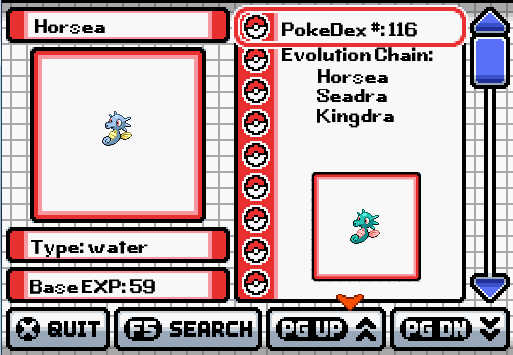 Horsea
PokeDex #:116
Evolution Chain:
Horsea
Seadra
Kingdra
Type: water
Base EXP: 59
X QUIT
F5 SEARCH
PG UP
PG DN